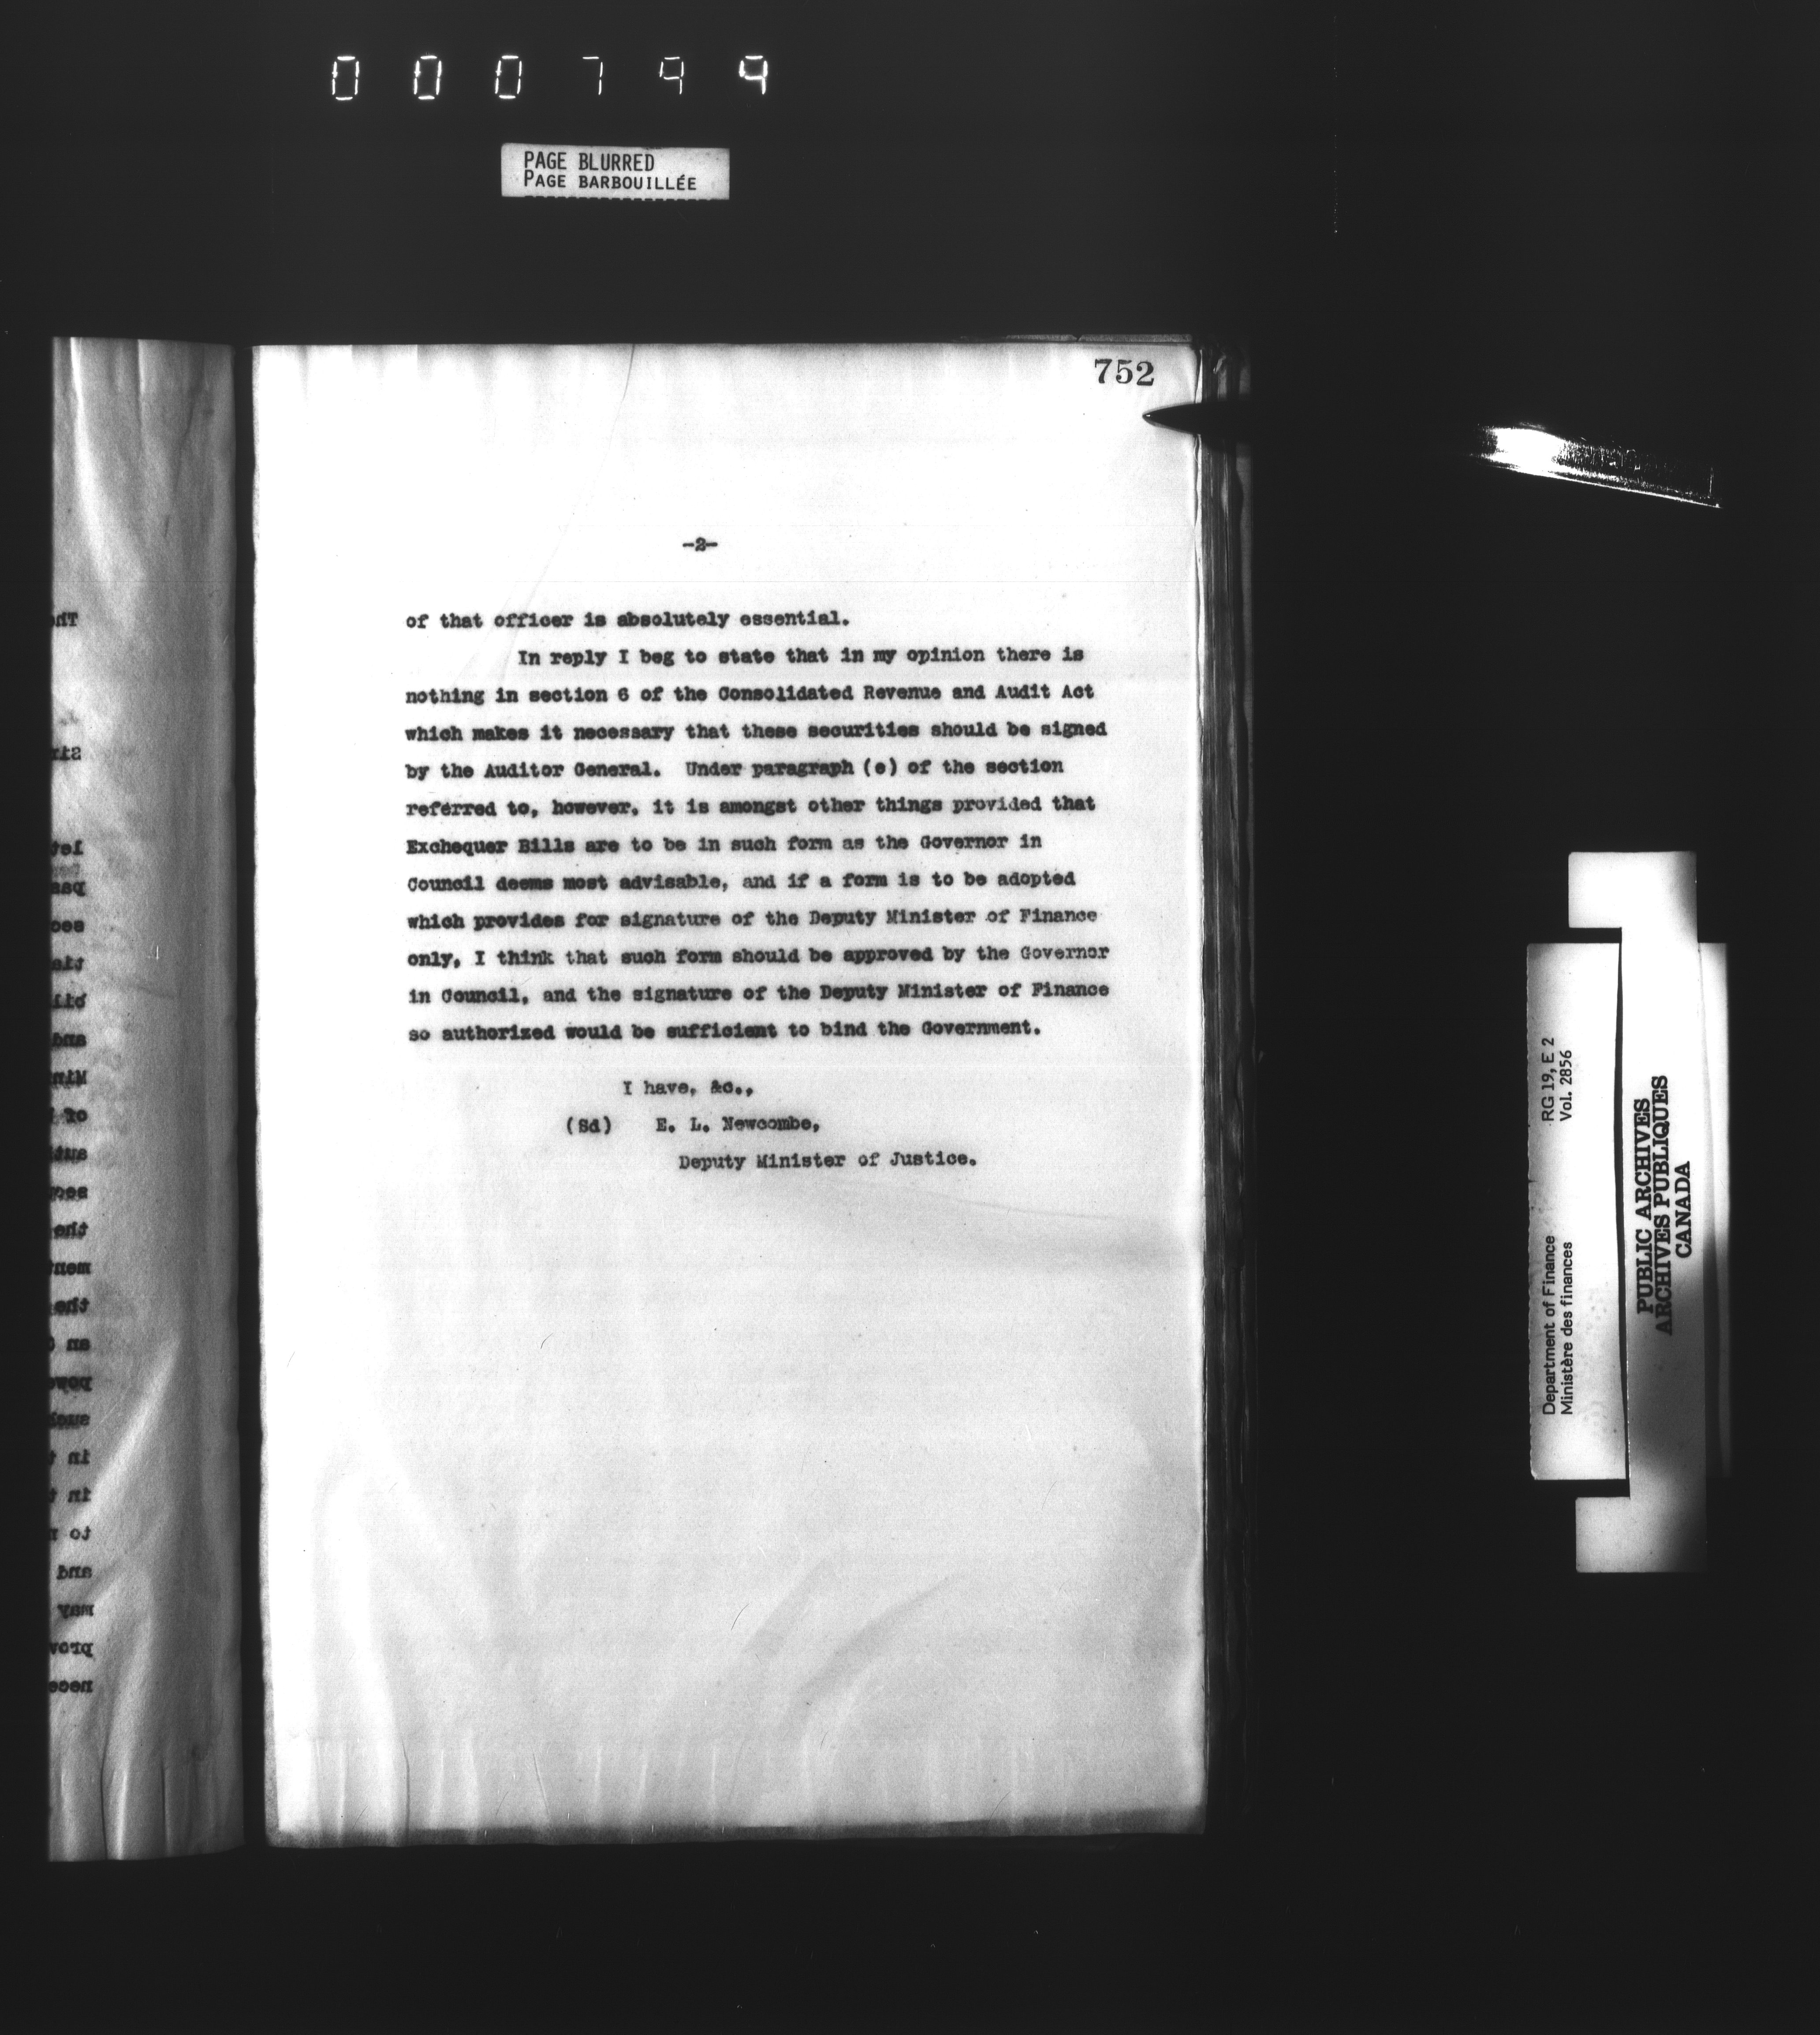 000799
PAGE BLURRED
PAGE BARBOUILLÉE
752
-2-
of that officer is absolutely essential.
In reply I beg to state that in my opinion there is
nothing in section 6 of the Consolidated Revenue and Audit Act
which makes it necessary that these securities should be signed
by the Auditor General. Under paragraph (e) of the section
referred to, however, it is amongst other things provided that
Exchequer Bills are to be in such form as the Governor in
Council deems most advisable, and if a form is to be adopted
which provides for signature of the Deputy Minister of Finance
only, I think that such form should be approved by the Governor
in Council, and the signature of the Deputy Minister of Finance
so authorized would be sufficient to bind the Government.
I have, &c.,
(Sd) E. L. Newcombe,
Deputy Minister of Justice.
Department of Finance RG 19, E 2
Ministère des finances Vol. 2856
PUBLIC ARCHIVES
ARCHIVES PUBLIQUES
CANADA